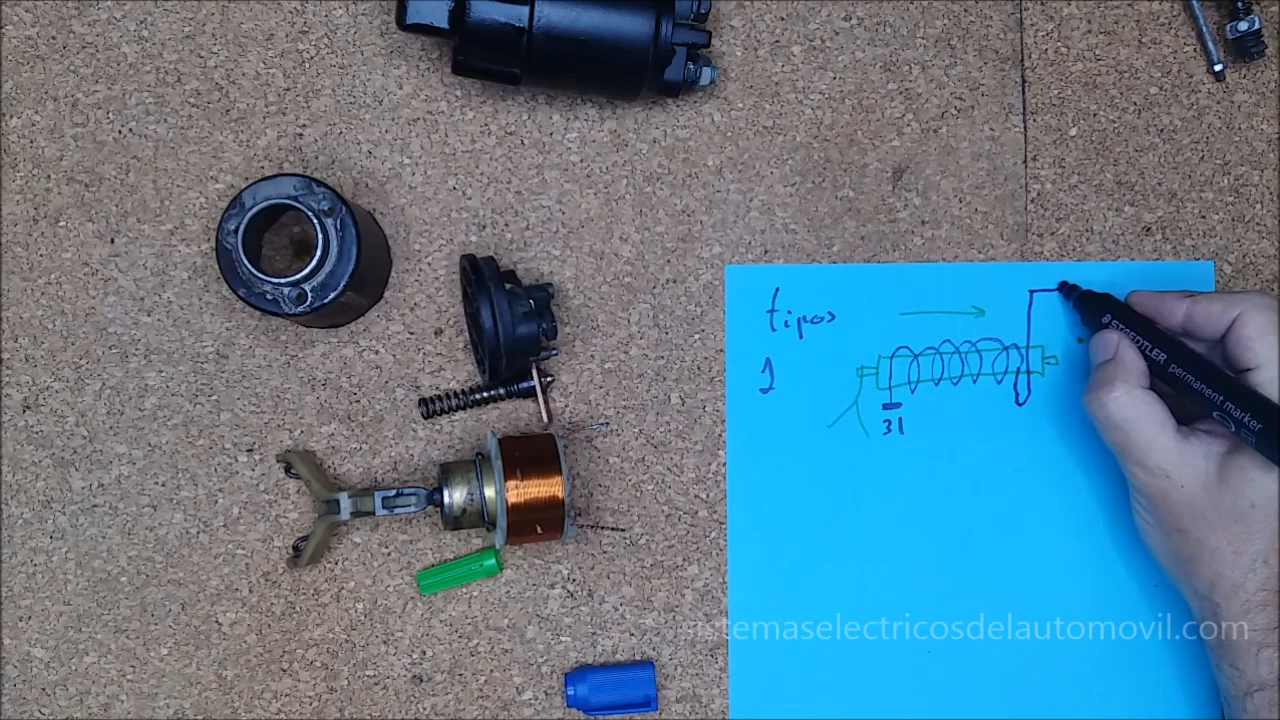 tipos
1
31
STAEDTLER permanent marker
sistemaselectricosdelautomovil.com